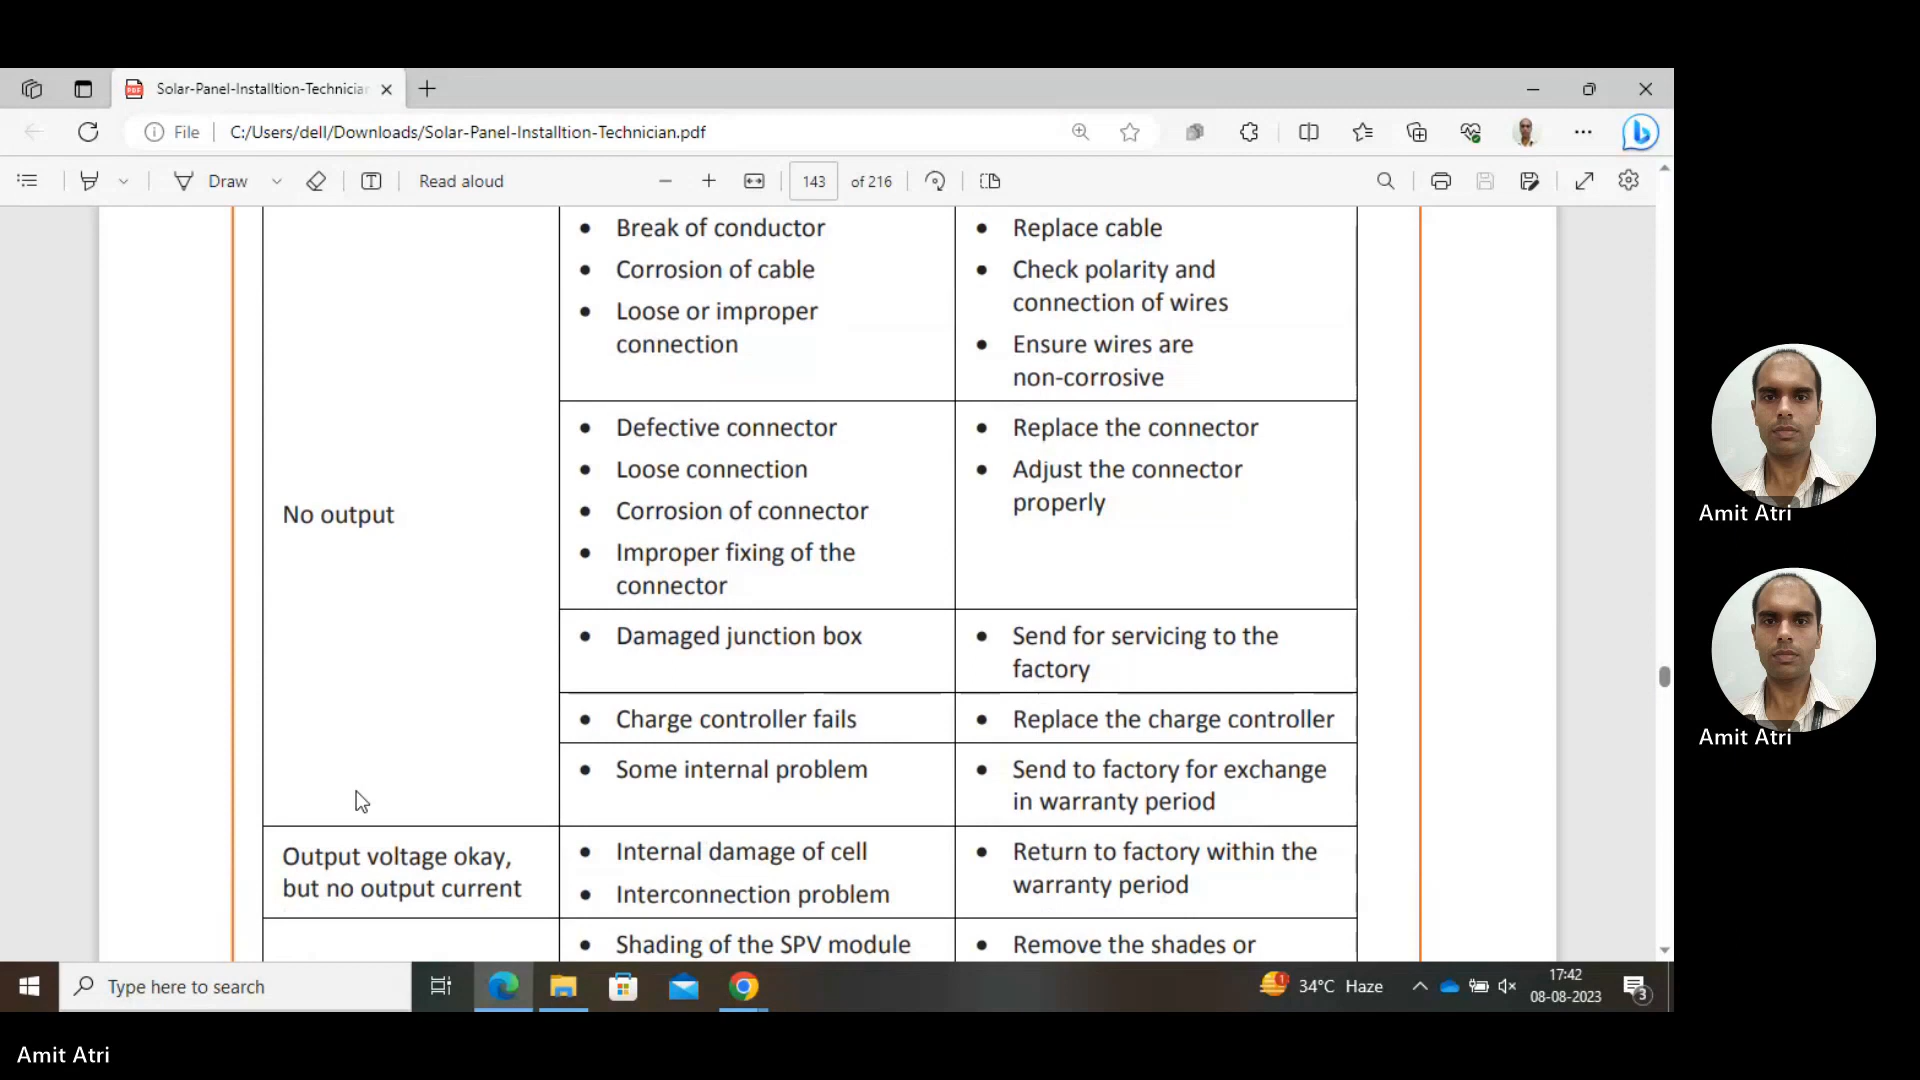 Solar-Panel-Installtion-Technician
File
C:/Users/dell/Downloads/Solar-Panel-Installtion-Technician.pdf
Draw
Read aloud
143
of 216
Break of conductor
Corrosion of cable
Loose or improper
connection
Replace cable
Check polarity and
connection of wires
Ensure wires are
non-corrosive
No output
Defective connector
Loose connection
Corrosion of connector
Improper fixing of the
connector
Replace the connector
Adjust the connector
properly
Damaged junction box
Send for servicing to the
factory
Charge controller fails
Replace the charge controller
Some internal problem
Send to factory for exchange
in warranty period
Output voltage okay,
but no output current
Internal damage of cell
Interconnection problem
Return to factory within the
warranty period
Shading of the SPV module
Remove the shades or
Type here to search
34°C Haze
17:42
08-08-2023
3
Amit Atri
Amit Atri
Amit Atri